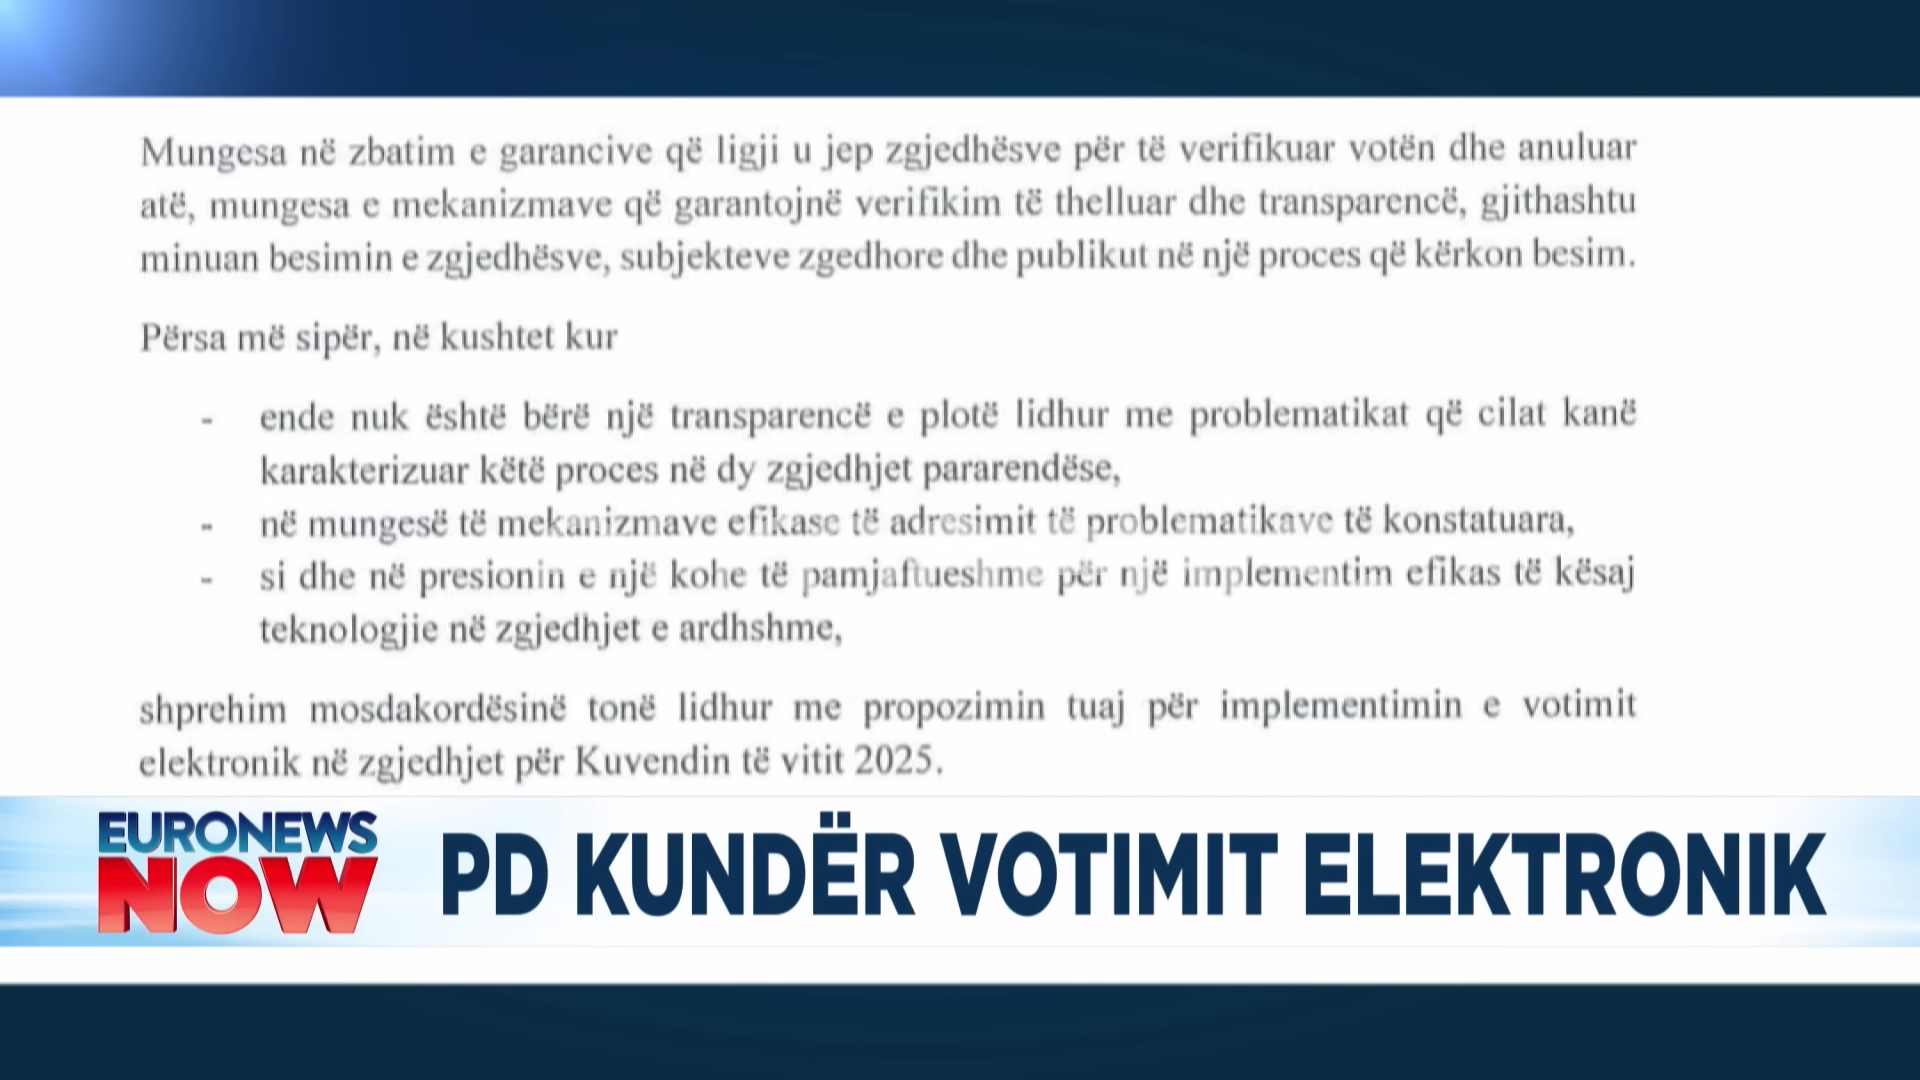 Mungesa në zbatim e garancive që ligji u jep zgjedhësve për të verifikuar votën dhe anuluar
atë, mungesa e mekanizmave që garantojnë verifikim të thelluar dhe transparencë, gjithashtu
minuan besimin e zgjedhësve, subjekteve zgedhore dhe publikut në një proces që kërkon besim.
Përsa më sipër, në kushtet kur
- ende nuk është bërë një transparencë e plotë lidhur me problematikat që cilat kanë
karakterizuar këtë proces në dy zgjedhjet pararendëse,
- në mungesë të mekanizmave efikase të adresimit të problematikave të konstatuara,
- si dhe në presionin e një kohe të pamjaftueshme për një implementim efikas të kësaj
teknologjie në zgjedhjet e ardhshme,
shprehim mosdakordësinë tonë lidhur me propozimin tuaj për implementimin e votimit
elektronik në zgjedhjet për Kuvendin të vitit 2025.
EURONEWS
NOW
PD KUNDËR VOTIMIT ELEKTRONIK